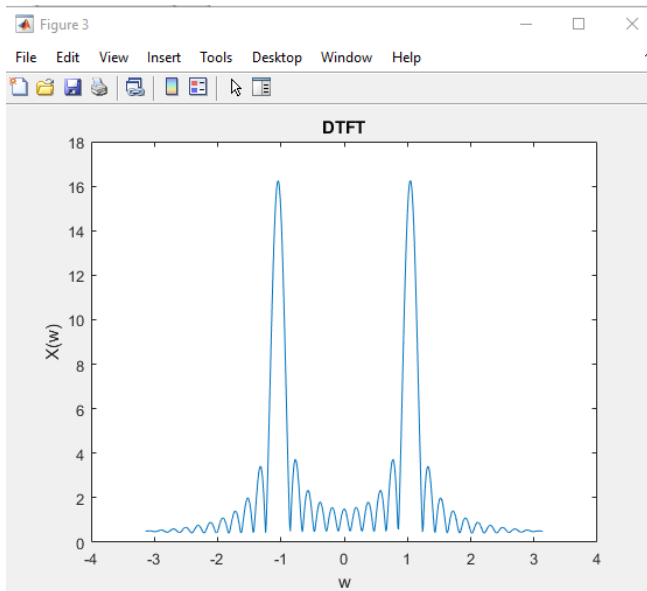 Figure 3
File Edit View Insert Tools Desktop Window Help
DTFT
18
16
14
12
10
8
6
4
2
0
X(w)
-4 -3 -2 -1 0 1 2 3 4
w